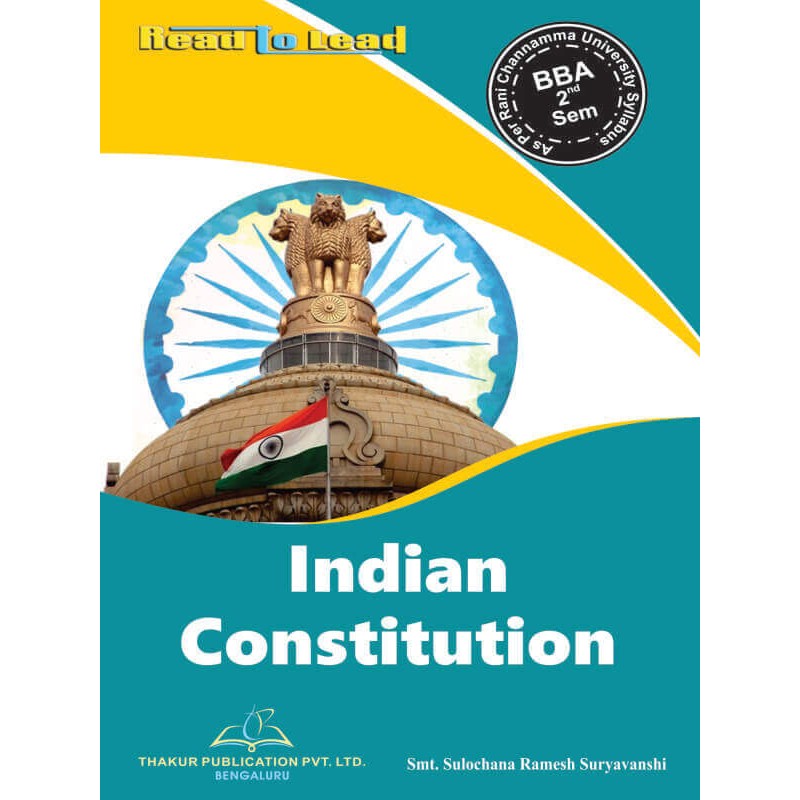 Read to Lead
As Per Rani Channamma University Syllabus
BBA
2nd
Sem
Indian
Constitution
THAKUR PUBLICATION PVT. LTD.
BENGALURU
Smt. Sulochana Ramesh Suryavanshi